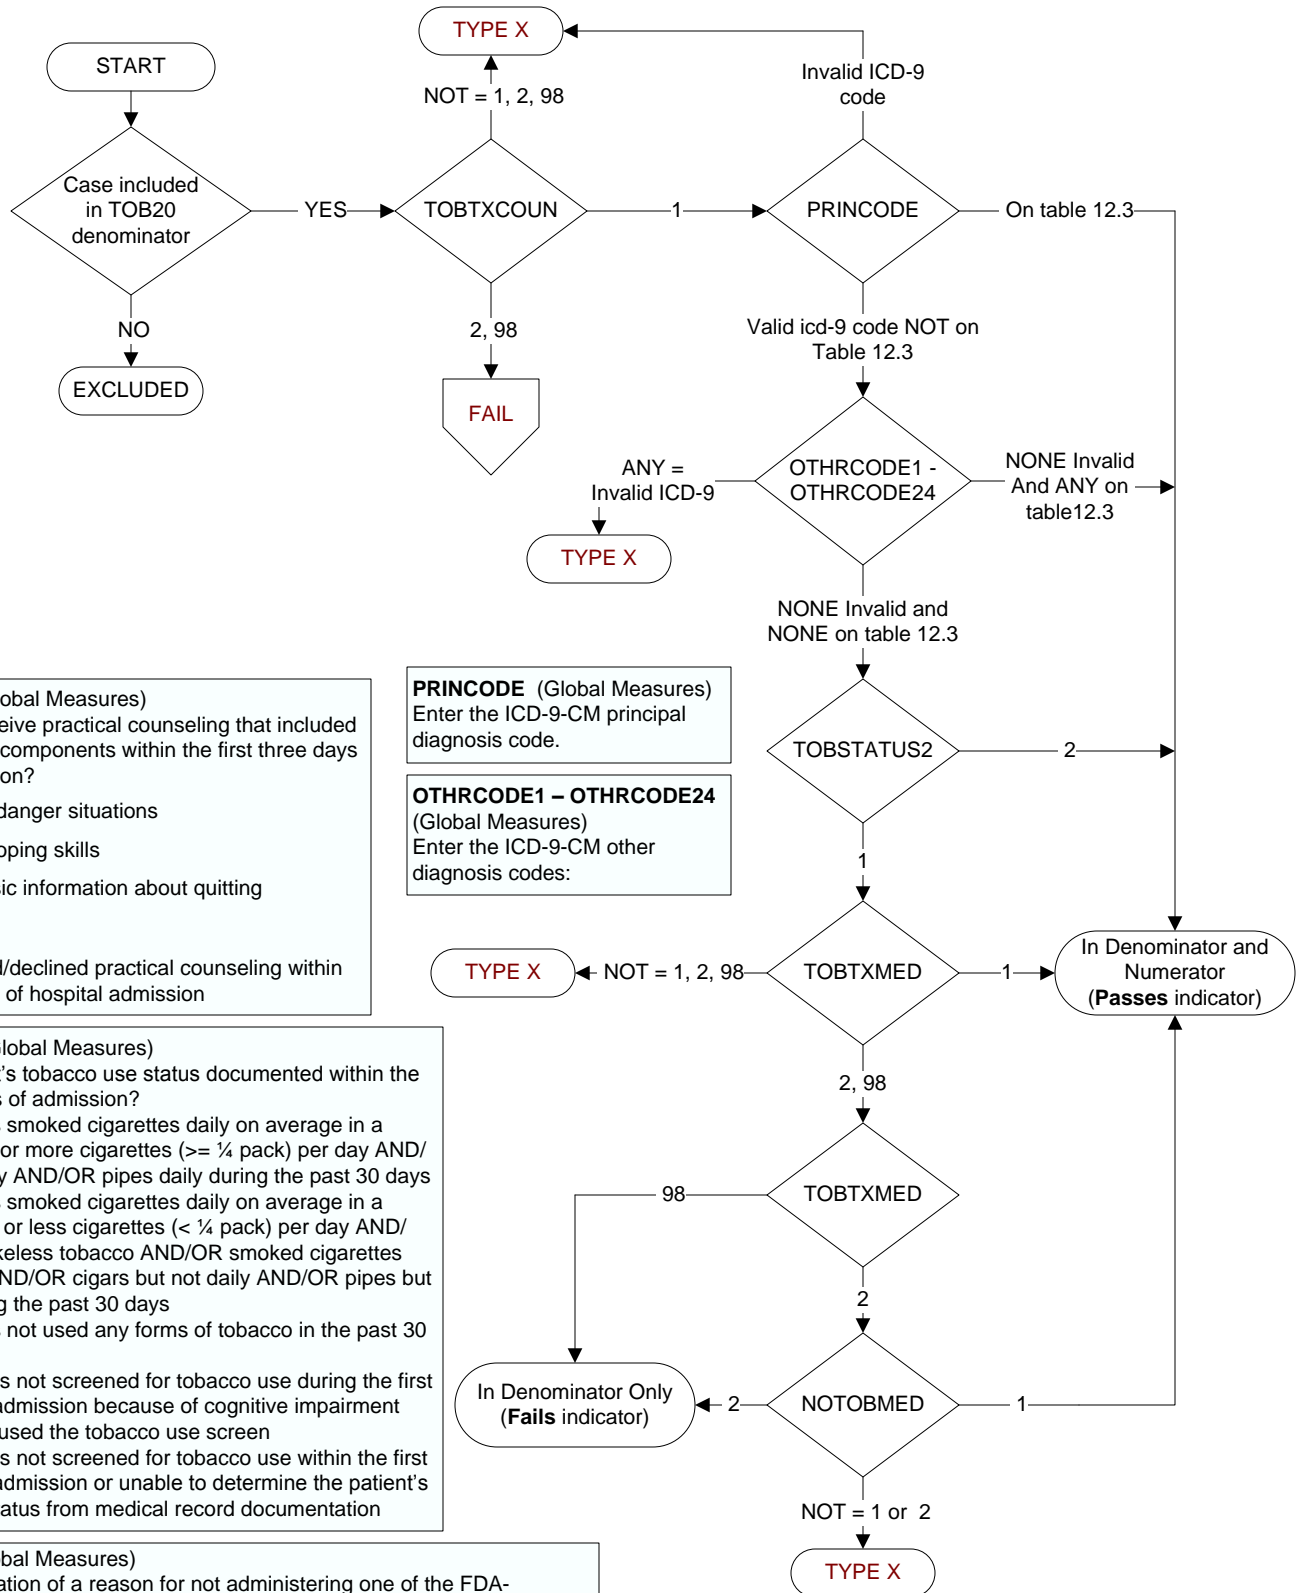 TYPE X
START
Invalid ICD-9
code
NOT = 1, 2, 98
Case included
in TOB20
denominator
YES
TOBTXCOUN
1
PRINCODE
On table 12.3
NO
2, 98
Valid icd-9 code NOT on
Table 12.3
EXCLUDED
FAIL
ANY =
Invalid ICD-9
OTHRCODE1 -
OTHRCODE24
NONE Invalid
And ANY on
table12.3
TYPE X
NONE Invalid and
NONE on table 12.3
obal Measures)
eive practical counseling that included
components within the first three days
on?
danger situations
oping skills
sic information about quitting
d/declined practical counseling within
of hospital admission
PRINCODE (Global Measures)
Enter the ICD-9-CM principal
diagnosis code.
OTHRCODE1 – OTHRCODE24
(Global Measures)
Enter the ICD-9-CM other
diagnosis codes:
TOBSTATUS2
2
1
TYPE X
NOT = 1, 2, 98
TOBTXMED
1
In Denominator and
Numerator
(Passes indicator)
Global Measures)
t's tobacco use status documented within the
s of admission?
s smoked cigarettes daily on average in a
or more cigarettes (>= ¼ pack) per day AND/
y AND/OR pipes daily during the past 30 days
s smoked cigarettes daily on average in a
or less cigarettes (< ¼ pack) per day AND/
keless tobacco AND/OR smoked cigarettes
AND/OR cigars but not daily AND/OR pipes but
g the past 30 days
s not used any forms of tobacco in the past 30
s not screened for tobacco use during the first
admission because of cognitive impairment
used the tobacco use screen
s not screened for tobacco use within the first
admission or unable to determine the patient's
tatus from medical record documentation
2, 98
98
TOBTXMED
2
In Denominator Only
(Fails indicator)
2
NOTOBMED
1
NOT = 1 or 2
TYPE X
obal Measures)
ation of a reason for not administering one of the FDA-